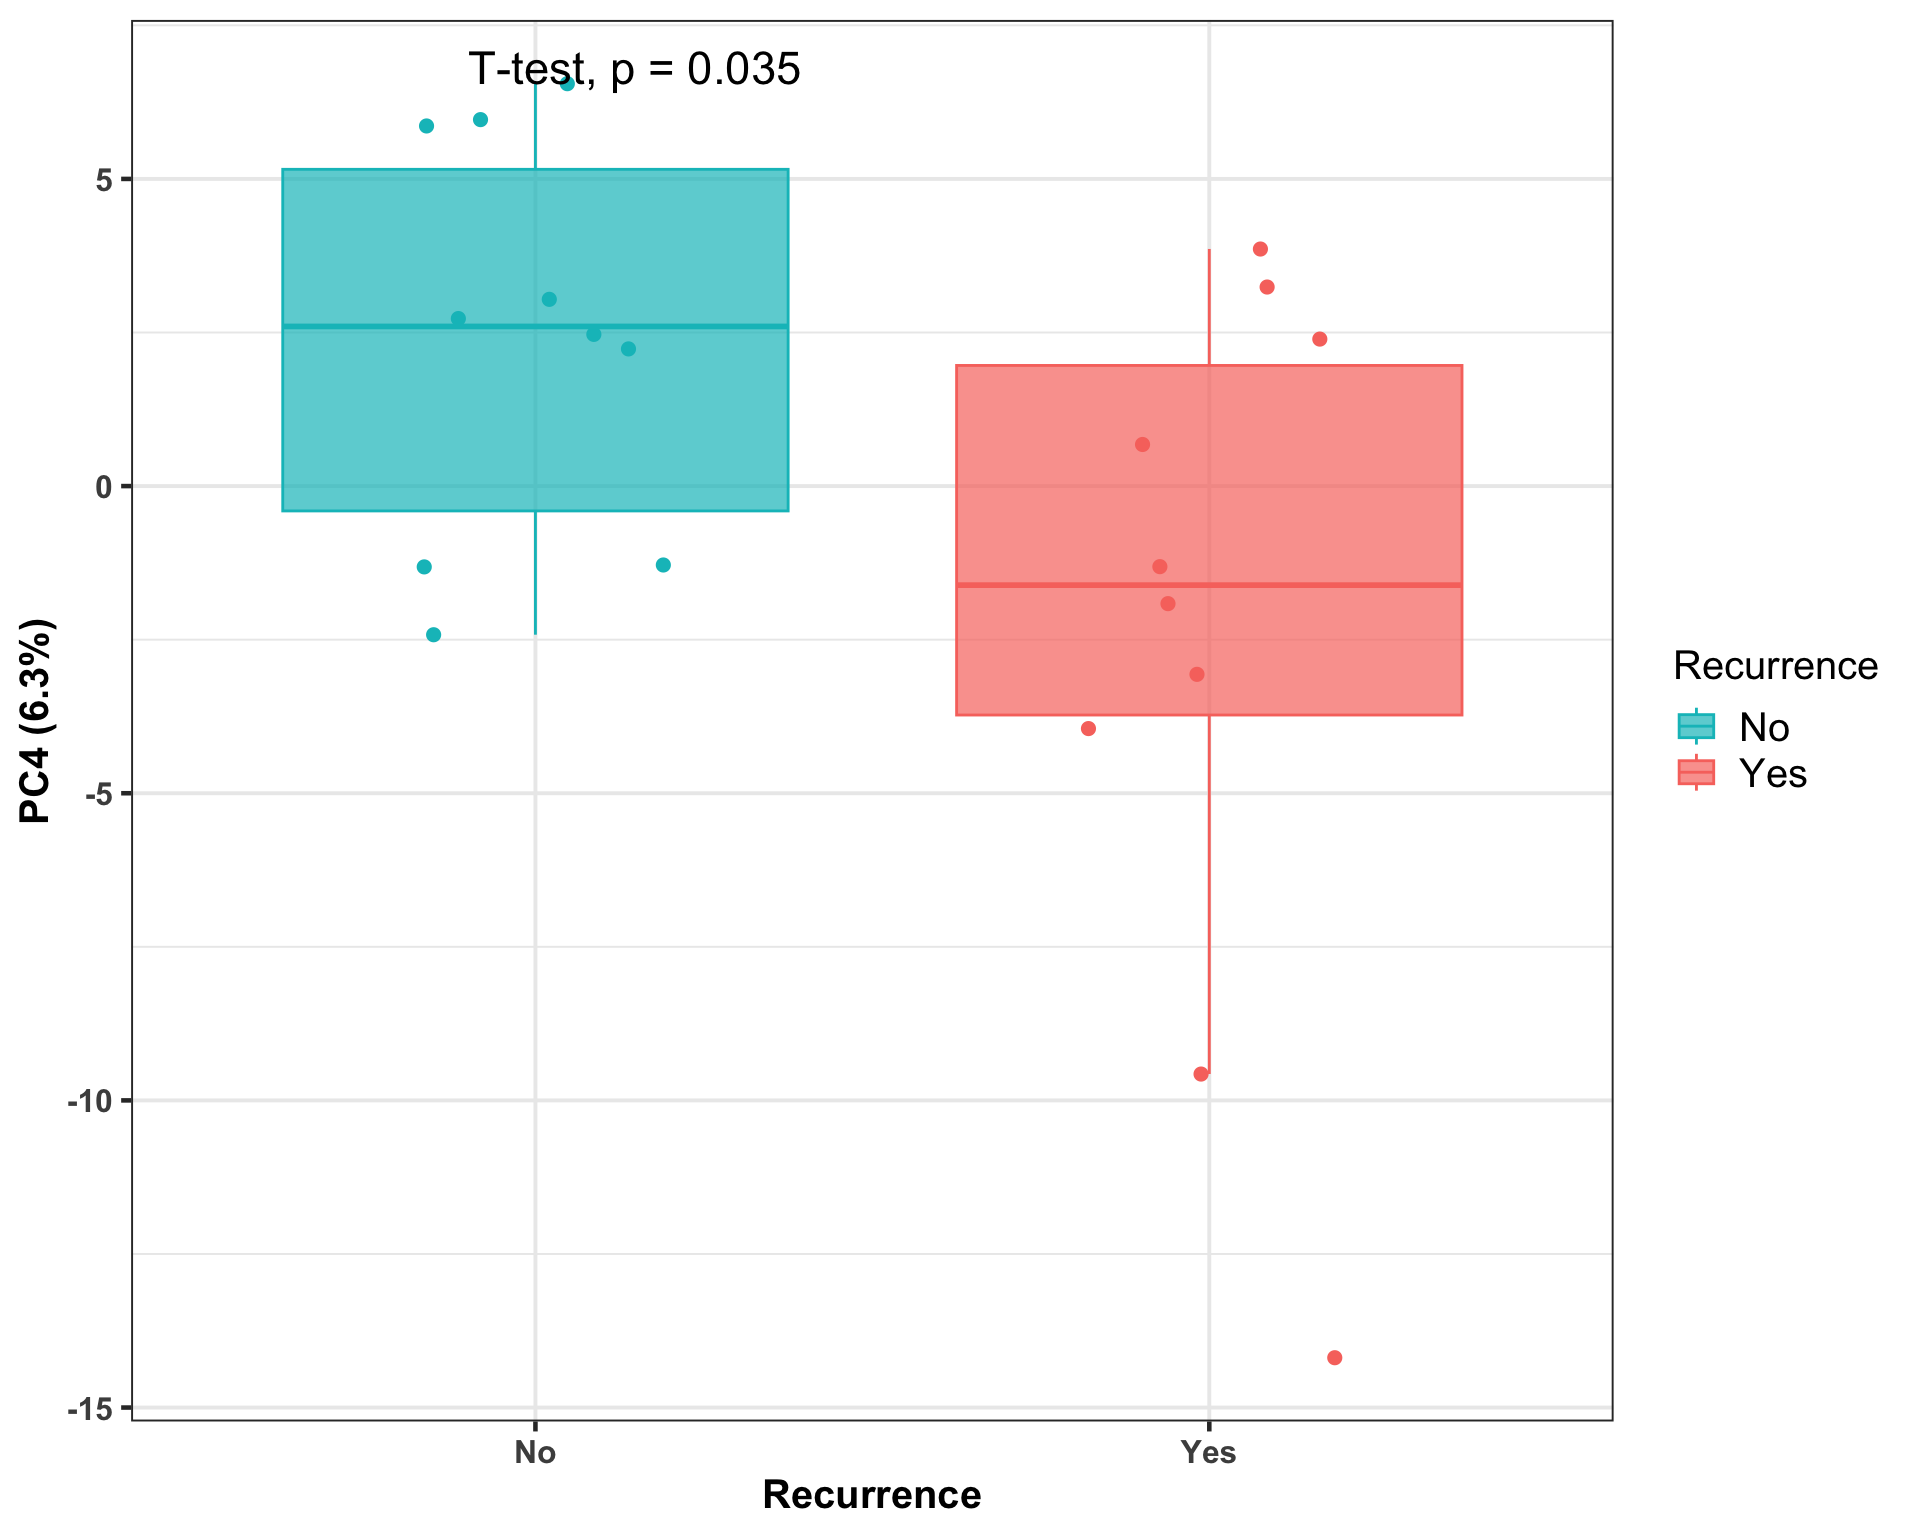 T-test, p = 0.035
5
0
-5
-10
-15
PC4 (6.3%)
No
Yes
Recurrence
Recurrence
No
Yes